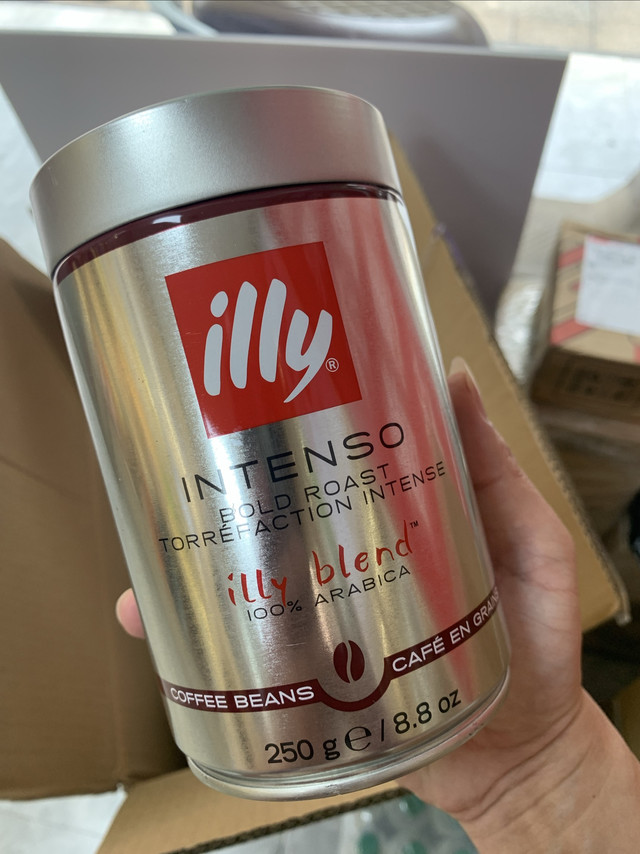 illy®
INTENSO
BOLD ROAST
TORRÉFACTION INTENSE
illy blend™
100% ARABICA
COFFEE BEANS CAFÉ EN GRAINS
250 g ℮ / 8.8 oz